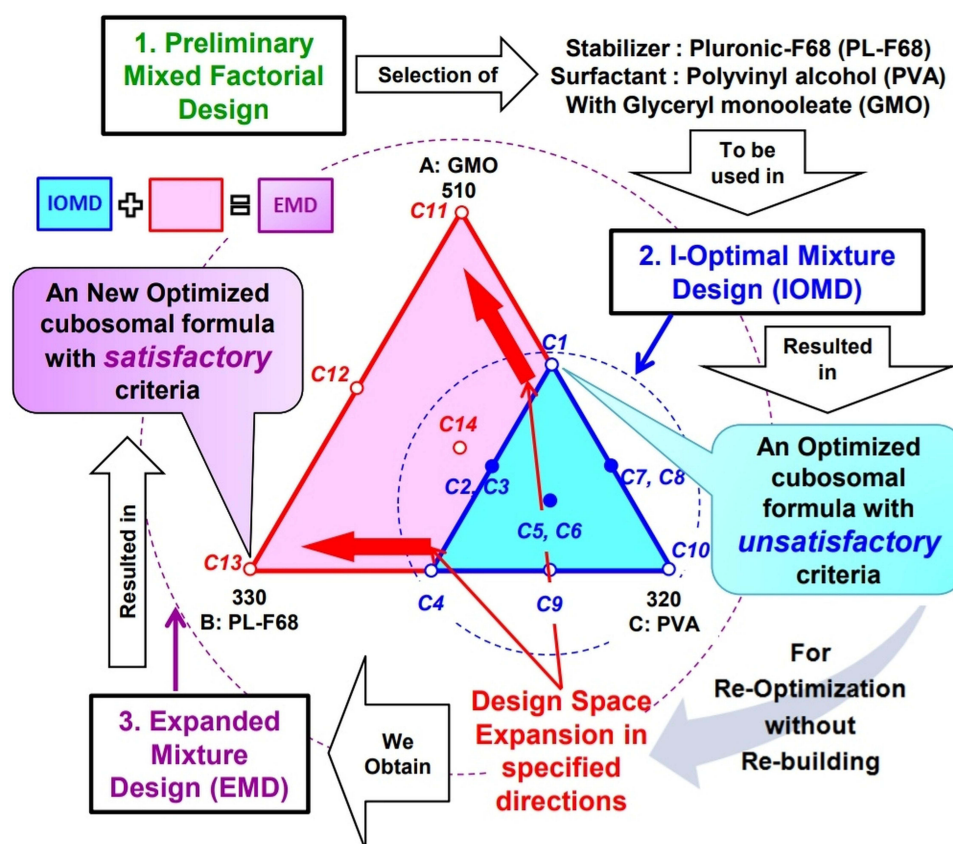 1. Preliminary
Mixed Factorial
Design
Selection of
Stabilizer : Pluronic-F68 (PL-F68)
Surfactant : Polyvinyl alcohol (PVA)
With Glyceryl monooleate (GMO)
To be
used in
A: GMO
510
IOMD
EMD
C11
2. I-Optimal Mixture
Design (IOMD)
An New Optimized
cubosomal formula
with satisfactory
criteria
C1
Resulted
in
C12
C14
C2, C3
C7, C8
An Optimized
cubosomal
formula with
unsatisfactory
criteria
C5, C6
Resulted in
C13
C10
330
B: PL-F68
C4
C9
320
C: PVA
For
Re-Optimization
without
Re-building
3. Expanded
Mixture
Design (EMD)
We
Obtain
Design Space
Expansion in
specified
directions